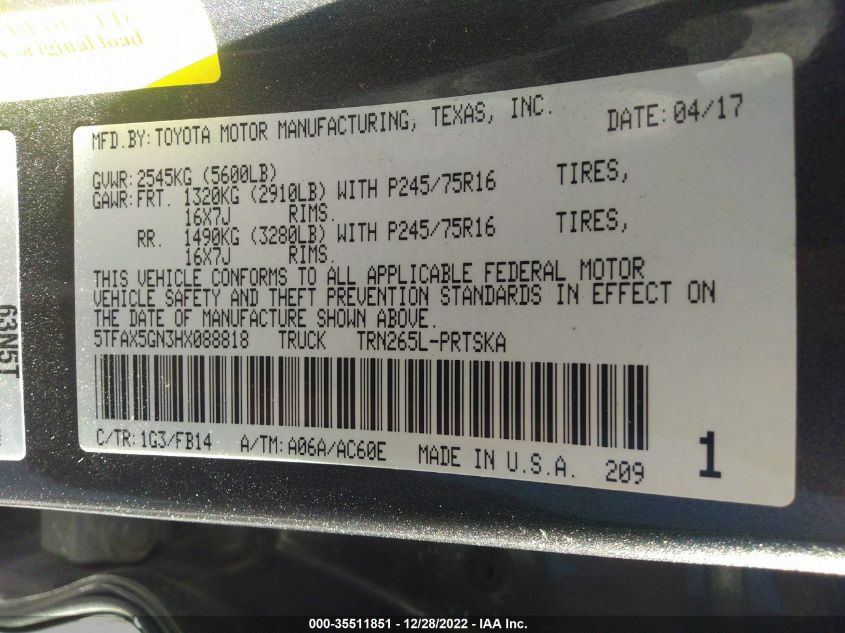 original load
MFD.BY: TOYOTA MOTOR MANUFACTURING, TEXAS, INC. DATE: 04/17
GVWR: 2545KG (5600LB)
GAWR: FRT. 1320KG (2910LB) WITH P245/75R16 TIRES,
16X7J RIMS.
RR. 1490KG (3280LB) WITH P245/75R16 TIRES,
16X7J RIMS.
THIS VEHICLE CONFORMS TO ALL APPLICABLE FEDERAL MOTOR
VEHICLE SAFETY AND THEFT PREVENTION STANDARDS IN EFFECT ON
THE DATE OF MANUFACTURE SHOWN ABOVE.
5TFAX5GN3HX088818 TRUCK TRN265L-PRTSKA
C/TR: 1G3/FB14 A/TM: A06A/AC60E MADE IN U.S.A. 209 1
63N5T
000-35511851 - 12/28/2022 - IAA Inc.